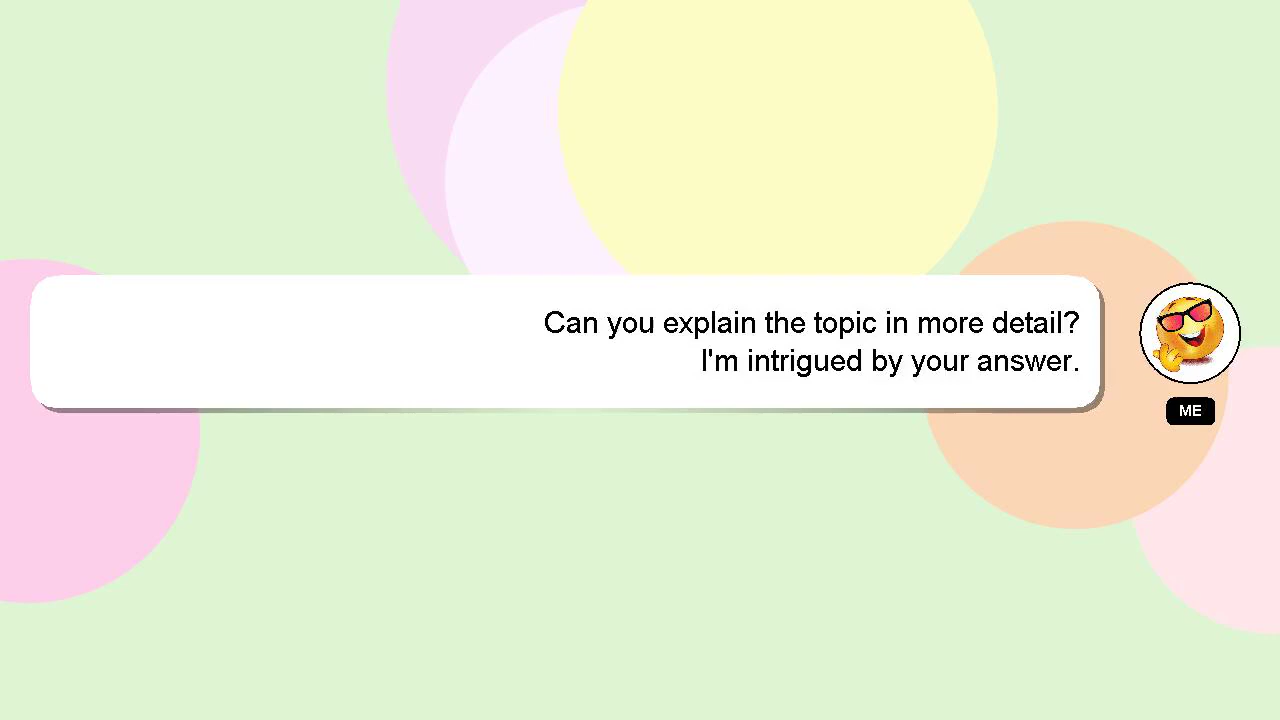 Can you explain the topic in more detail?
I'm intrigued by your answer.
ME